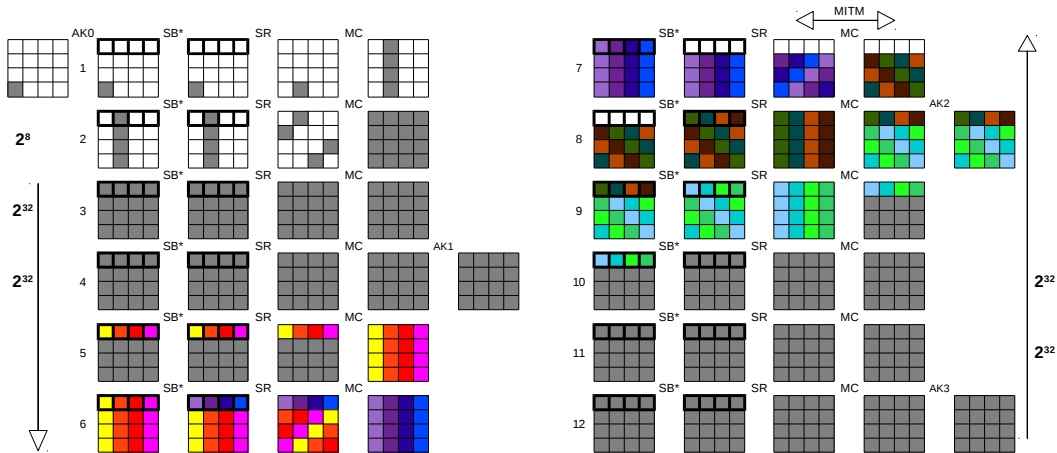 AK0 SB* SR MC
1
SB* SR MC
2⁸ 2
SB* SR MC
2³² 3
SB* SR MC AK1
2³² 4
SB* SR MC
5
SB* SR MC
6
MITM
SB* SR MC
7
SB* SR MC AK2
8
SB* SR MC
9
SB* SR MC
10 2³²
SB* SR MC
11 2³²
SB* SR MC AK3
12